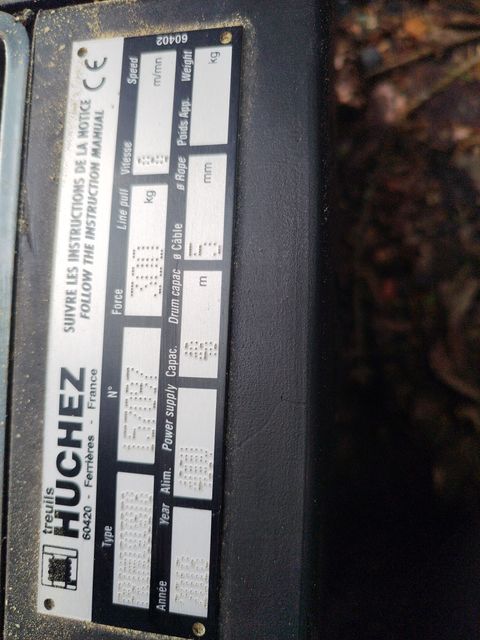 treuils
HUCHEZ
60420 - Ferrières - France
SUIVRE LES INSTRUCTIONS DE LA NOTICE
FOLLOW THE INSTRUCTION MANUAL
CE
Type N° Force Line pull Vitesse Speed
300 kg 8 m/mn
Année Year Alim. Power supply Capac. Drum capac ø Câble ø Rope Poids App. Weight
400 m 5 mm kg
60402